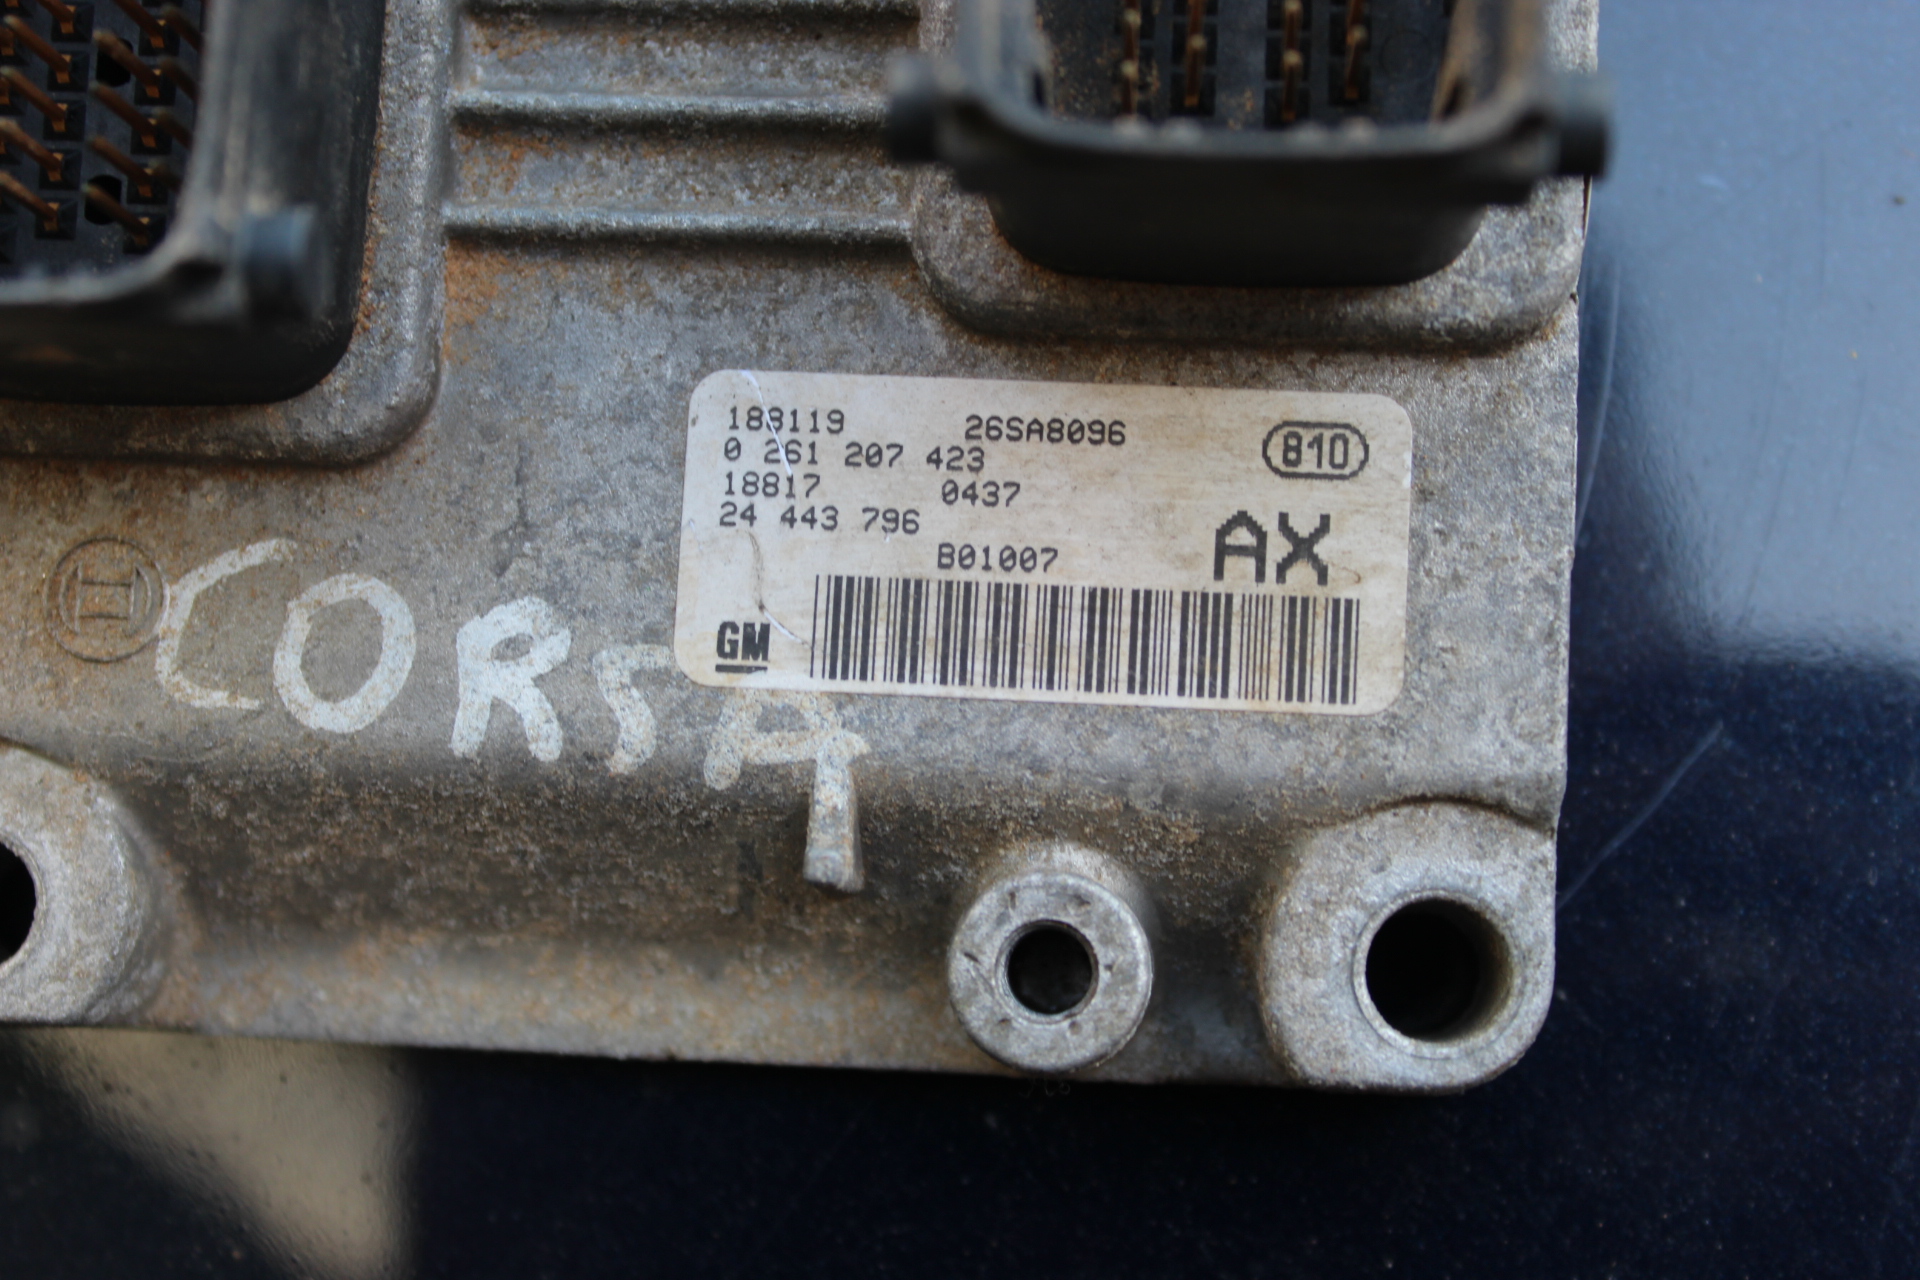 188119 26SA8096 810
0 261 207 423
18817 0437
24 443 796 AX
B01007
GM
CORSA